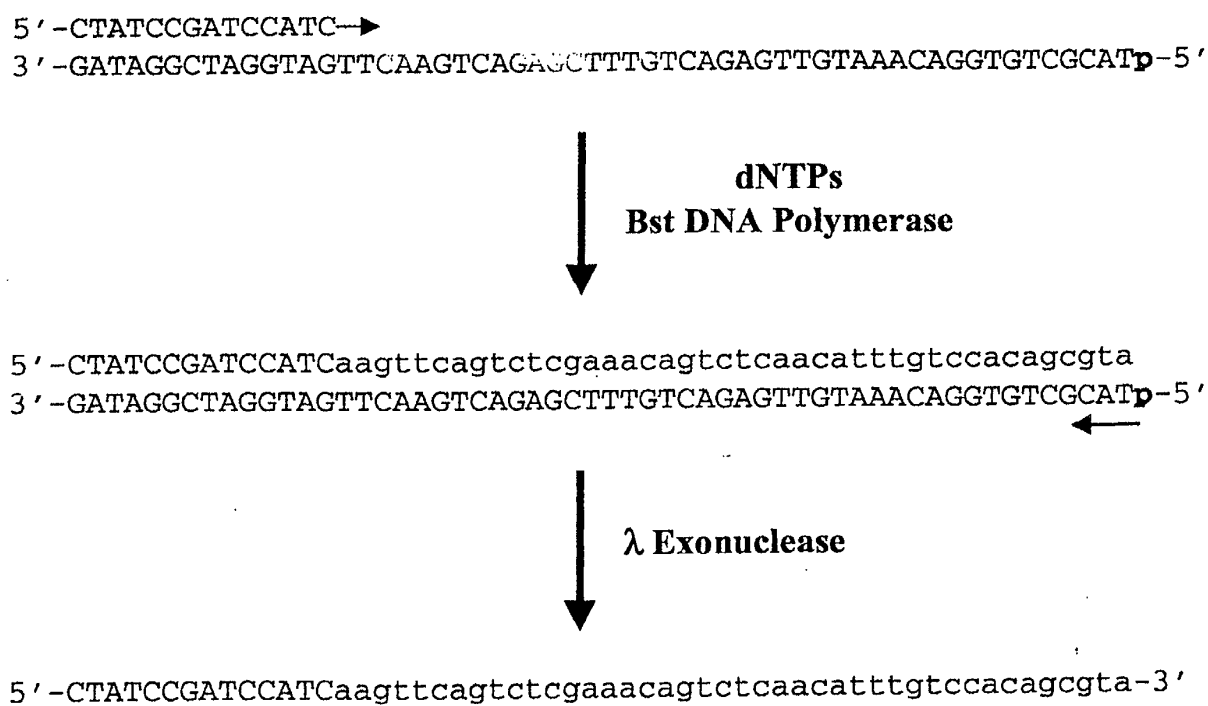 5'-CTATCCGATCCATC
3'-GATAGGCTAGGTAGTTCAAGTCAGAGCTTTGTCAGAGTTGTAAACAGGTGTCGCATp-5'
dNTPs
Bst DNA Polymerase
5'-CTATCCGATCCATCaagttcagtctcgaaacagtctcaacatttgtccacagcgta
3'-GATAGGCTAGGTAGTTCAAGTCAGAGCTTTGTCAGAGTTGTAAACAGGTGTCGCATp-5'
λ Exonuclease
5'-CTATCCGATCCATCaagttcagtctcgaaacagtctcaacatttgtccacagcgta-3'